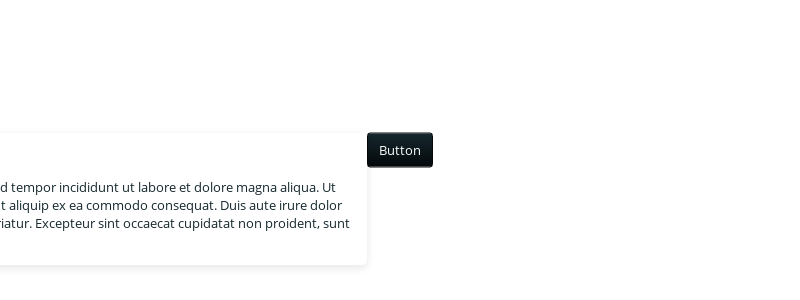 Button
d tempor incididunt ut labore et dolore magna aliqua. Ut
t aliquip ex ea commodo consequat. Duis aute irure dolor
iatur. Excepteur sint occaecat cupidatat non proident, sunt